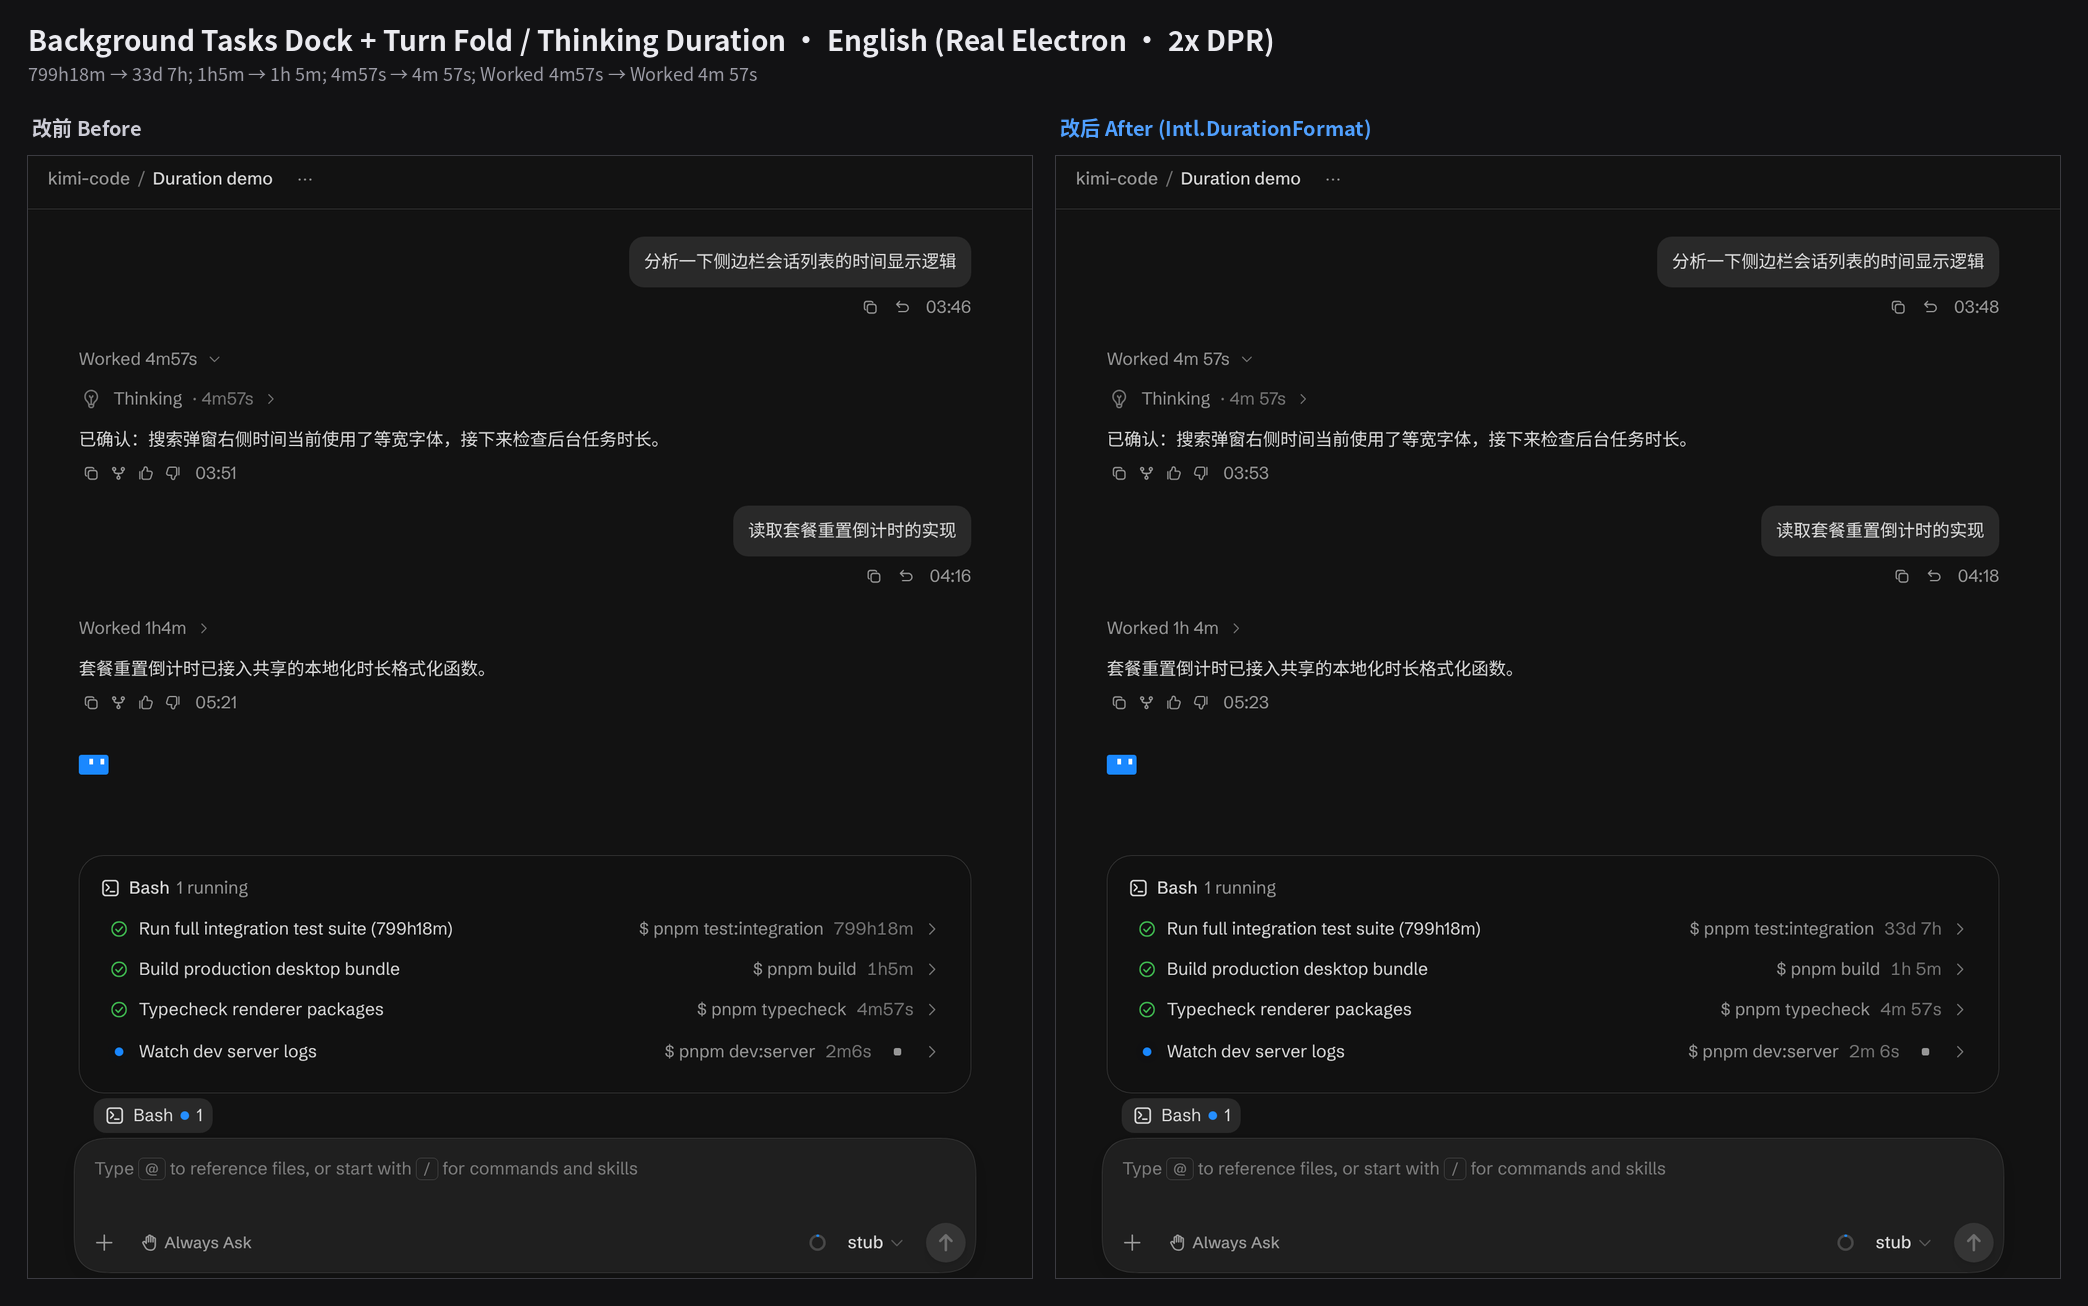 Background Tasks Dock + Turn Fold / Thinking Duration • English (Real Electron • 2x DPR)
799h18m → 33d 7h; 1h5m → 1h 5m; 4m57s → 4m 57s; Worked 4m57s → Worked 4m 57s
改前 Before
kimi-code / Duration demo ···
分析一下侧边栏会话列表的时间显示逻辑
03:46
Worked 4m57s
Thinking · 4m57s
已确认：搜索弹窗右侧时间当前使用了等宽字体，接下来检查后台任务时长。
03:51
读取套餐重置倒计时的实现
04:16
Worked 1h4m
套餐重置倒计时已接入共享的本地化时长格式化函数。
05:21
Bash 1 running
Run full integration test suite (799h18m) $ pnpm test:integration 799h18m
Build production desktop bundle $ pnpm build 1h5m
Typecheck renderer packages $ pnpm typecheck 4m57s
Watch dev server logs $ pnpm dev:server 2m6s
Bash 1
Type @ to reference files, or start with / for commands and skills
Always Ask stub
改后 After (Intl.DurationFormat)
kimi-code / Duration demo ···
分析一下侧边栏会话列表的时间显示逻辑
03:48
Worked 4m 57s
Thinking · 4m 57s
已确认：搜索弹窗右侧时间当前使用了等宽字体，接下来检查后台任务时长。
03:53
读取套餐重置倒计时的实现
04:18
Worked 1h 4m
套餐重置倒计时已接入共享的本地化时长格式化函数。
05:23
Bash 1 running
Run full integration test suite (799h18m) $ pnpm test:integration 33d 7h
Build production desktop bundle $ pnpm build 1h 5m
Typecheck renderer packages $ pnpm typecheck 4m 57s
Watch dev server logs $ pnpm dev:server 2m 6s
Bash 1
Type @ to reference files, or start with / for commands and skills
Always Ask stub